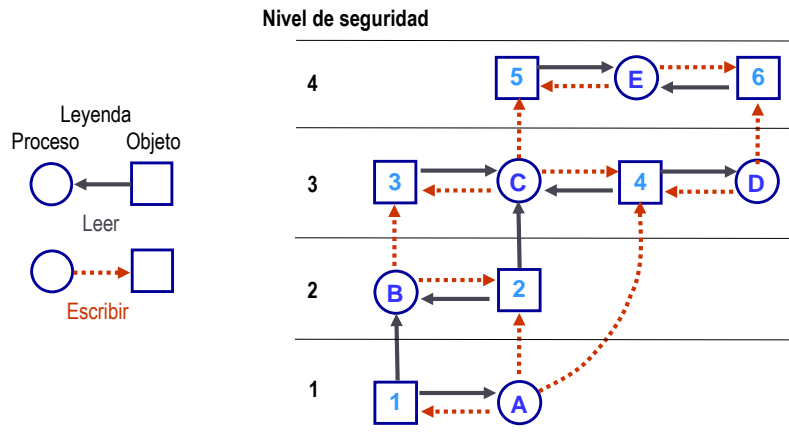 Nivel de seguridad
Leyenda
Proceso Objeto
Leer
Escribir
4
5 E 6
3
3 C 4 D
2
B 2
1
1 A